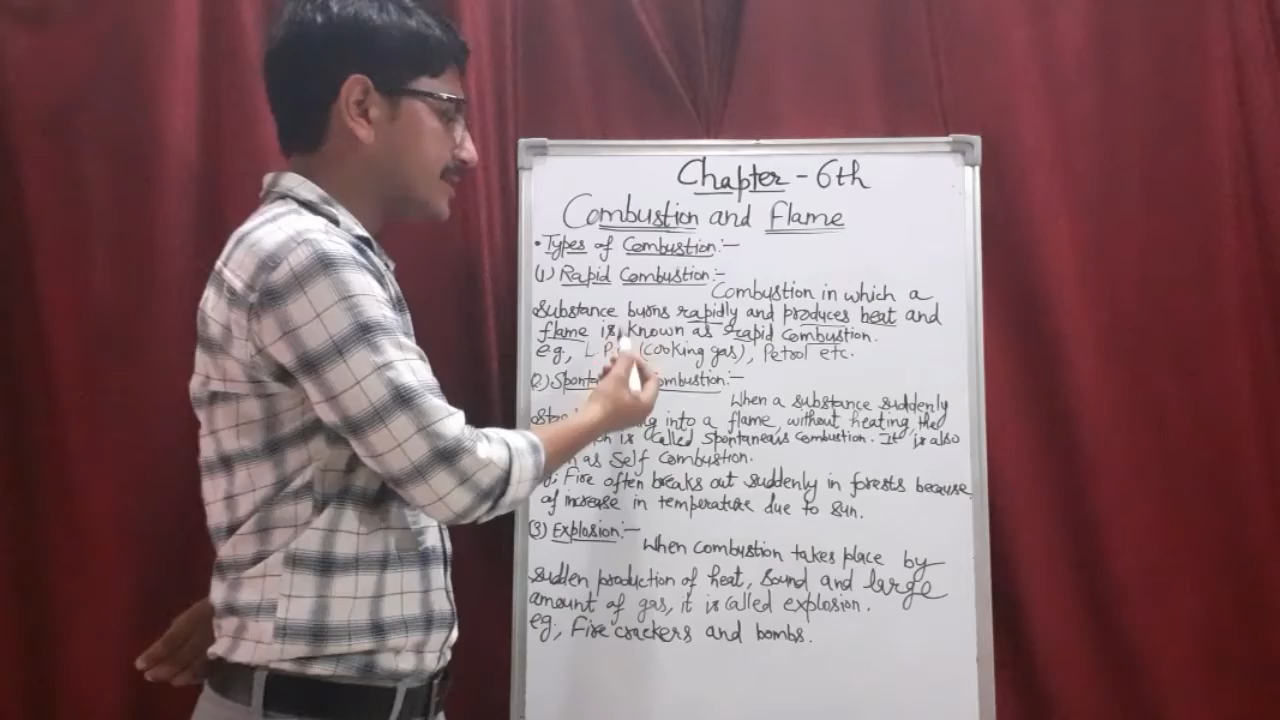 Chapter - 6th
Combustion and Flame
• Types of Combustion:-
(1) Rapid Combustion:-
Combustion in which a
substance burns rapidly and produces heat and
flame is known as rapid combustion.
e.g., L.P (cooking gas), Petrol etc.
(2) Combustion:-
When a substance suddenly
into a flame, without heating, the
is called spontaneous combustion. It is also
as Self Combustion.
Fire often breaks out suddenly in forests because
of increase in temperature due to sun.
(3) Explosion:-
When combustion takes place by
sudden production of heat, sound and large
amount of gas, it is called explosion.
eg; Fire crackers and bombs.